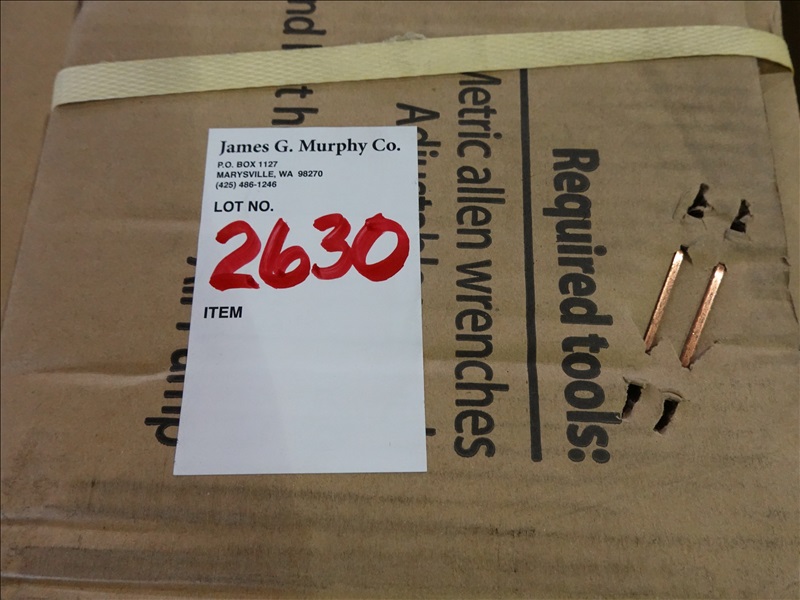 James G. Murphy Co.
P.O. BOX 1127
MARYSVILLE, WA 98270
(425) 486-1246
LOT NO.
2630
ITEM
Required tools:
Metric allen wrenches
Adjustable